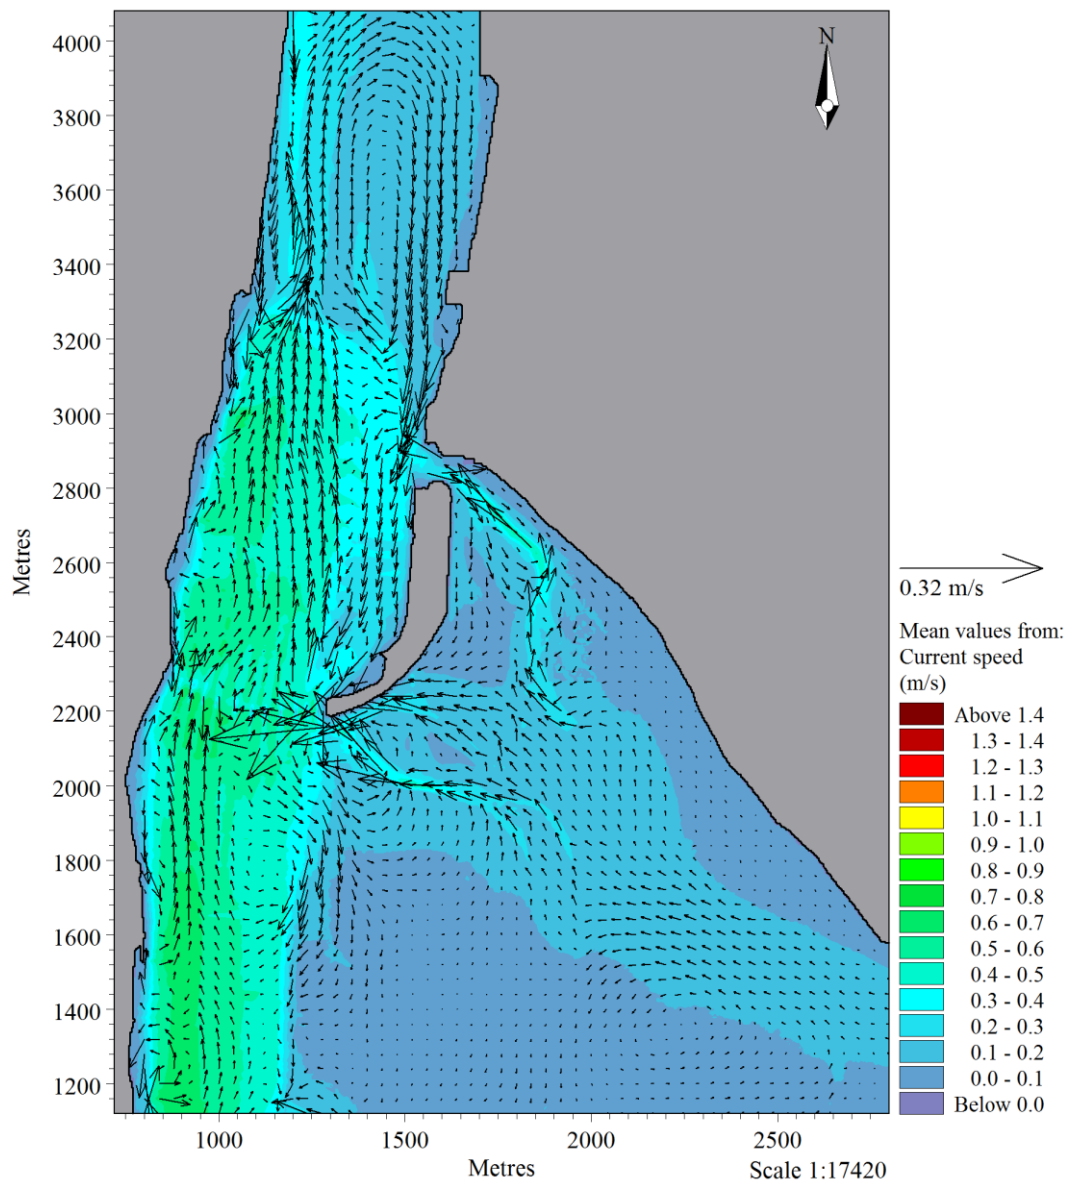 N
4000
3800
3600
3400
3200
3000
2800
2600
2400
2200
2000
1800
1600
1400
1200
Metres
1000
1500
2000
2500
Metres
Scale 1:17420
0.32 m/s
Mean values from:
Current speed
(m/s)
Above 1.4
1.3 - 1.4
1.2 - 1.3
1.1 - 1.2
1.0 - 1.1
0.9 - 1.0
0.8 - 0.9
0.7 - 0.8
0.6 - 0.7
0.5 - 0.6
0.4 - 0.5
0.3 - 0.4
0.2 - 0.3
0.1 - 0.2
0.0 - 0.1
Below 0.0